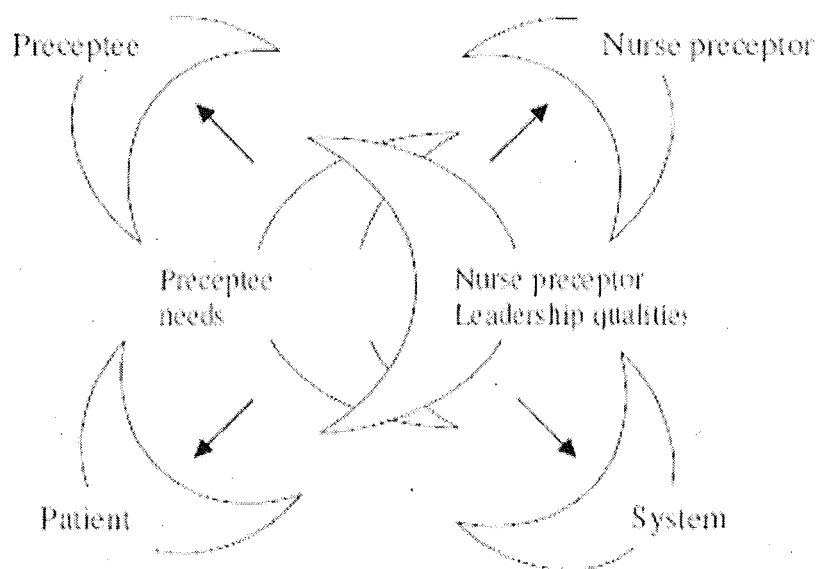 Preceptee
Nurse preceptor
Preceptee
needs
Nurse preceptor
Leadership qualities
Patient
System